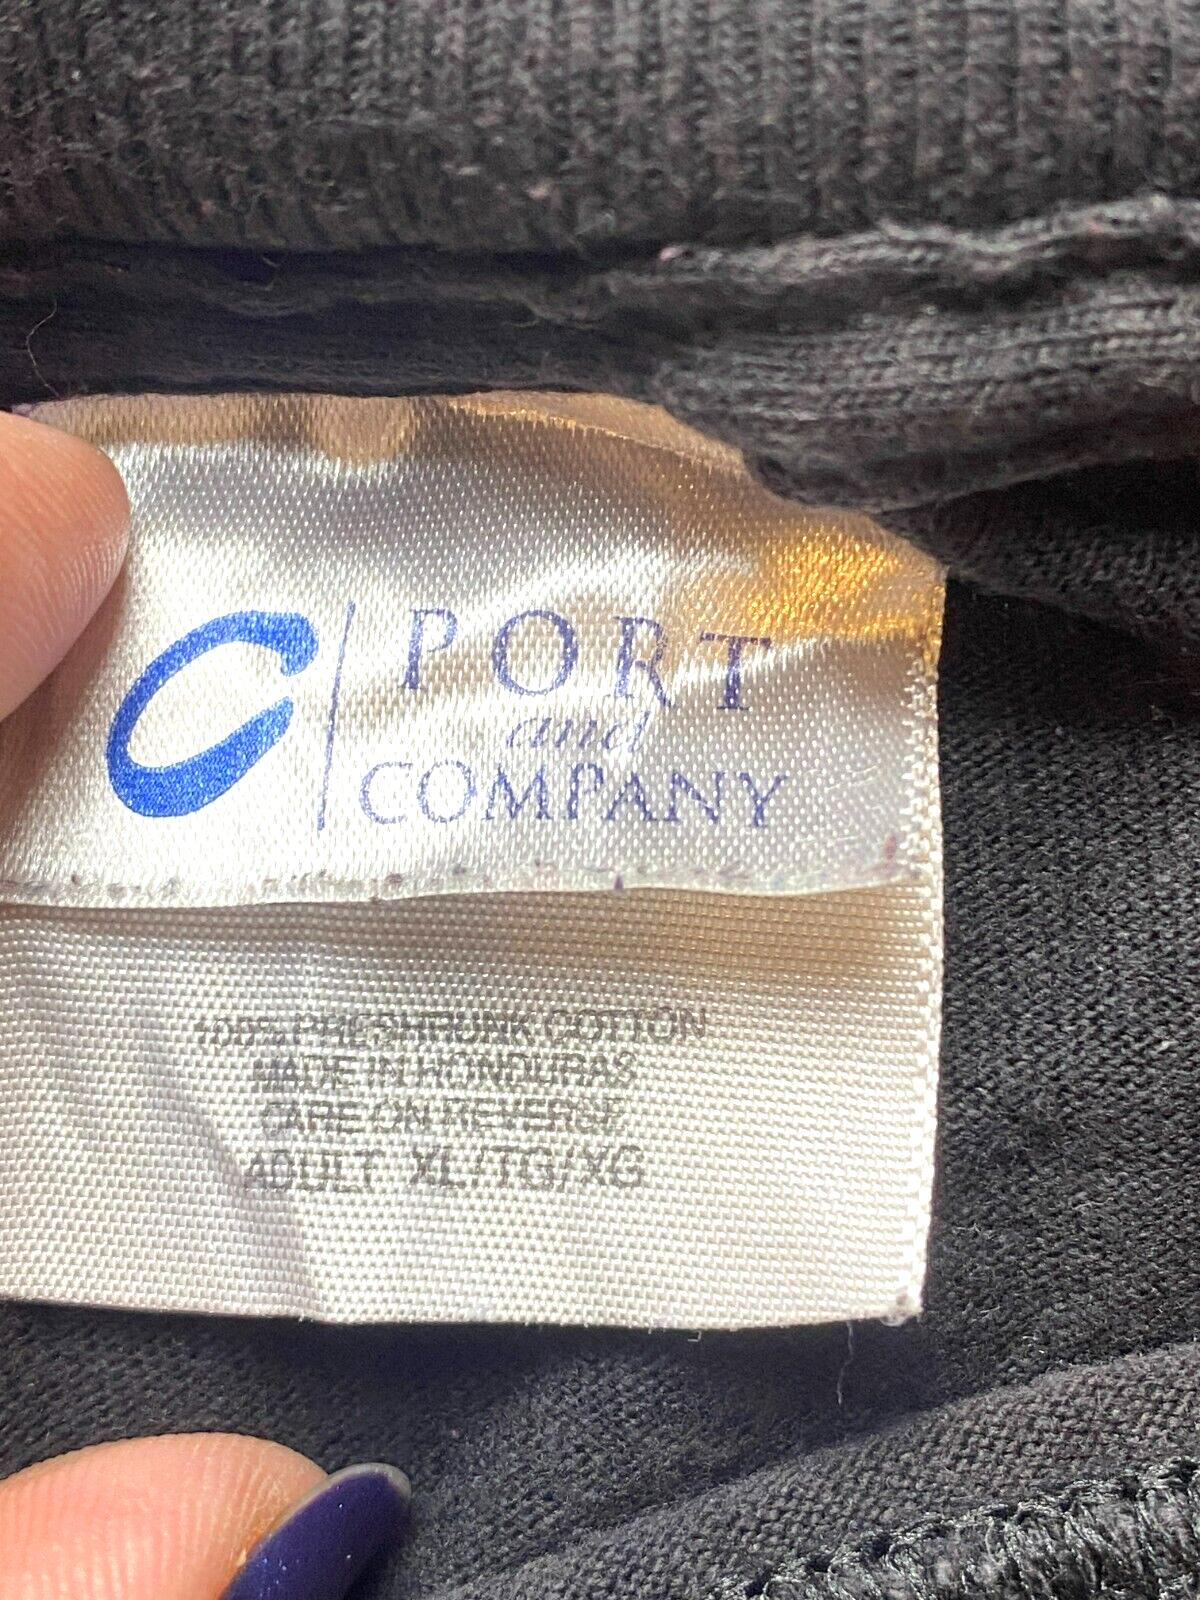 C
PORT
and
COMPANY
100% PRESHRUNK COTTON
MADE IN HONDURAS
CARE ON REVERSE
ADULT XL/TG/XG